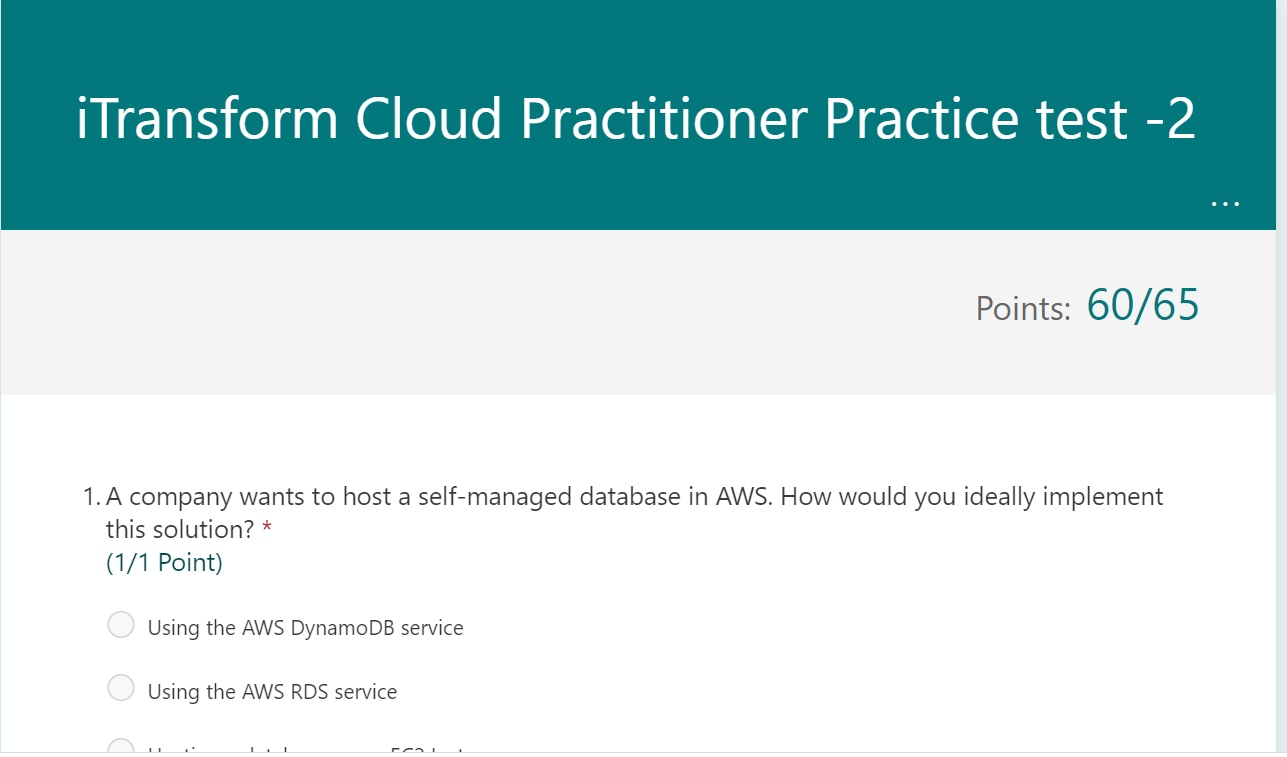 iTransform Cloud Practitioner Practice test -2
...
Points: 60/65
1. A company wants to host a self-managed database in AWS. How would you ideally implement
this solution? *
(1/1 Point)
Using the AWS DynamoDB service
Using the AWS RDS service